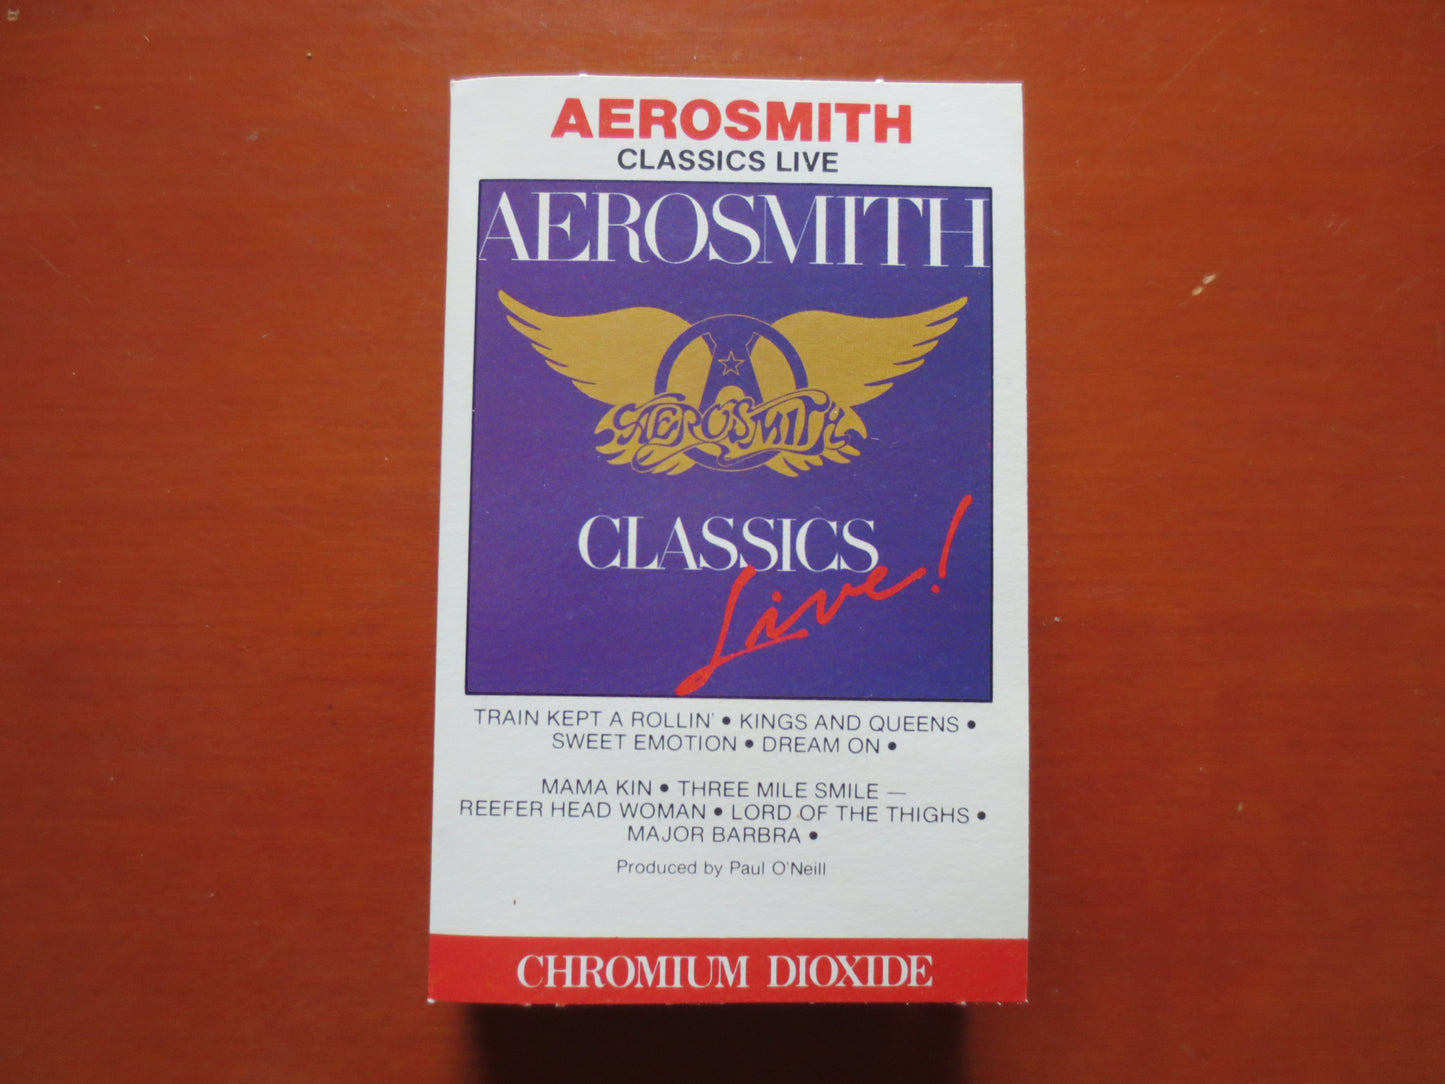 AEROSMITH
CLASSICS LIVE
AEROSMITH
A
AEROSMITH
CLASSICS
Live!
TRAIN KEPT A ROLLIN' • KINGS AND QUEENS •
SWEET EMOTION • DREAM ON •
MAMA KIN • THREE MILE SMILE —
REEFER HEAD WOMAN • LORD OF THE THIGHS •
MAJOR BARBRA •
Produced by Paul O'Neill
CHROMIUM DIOXIDE